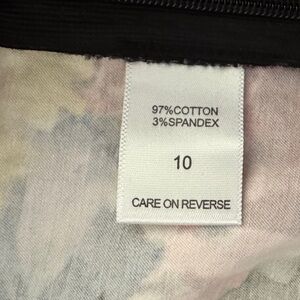 97%COTTON
3%SPANDEX
10
CARE ON REVERSE